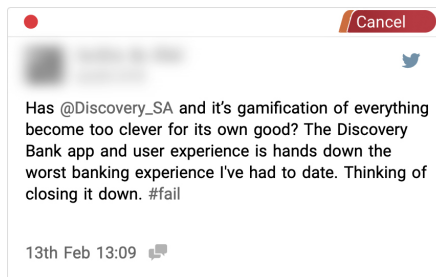 Cancel
Has @Discovery_SA and it's gamification of everything
become too clever for its own good? The Discovery
Bank app and user experience is hands down the
worst banking experience I've had to date. Thinking of
closing it down. #fail
13th Feb 13:09